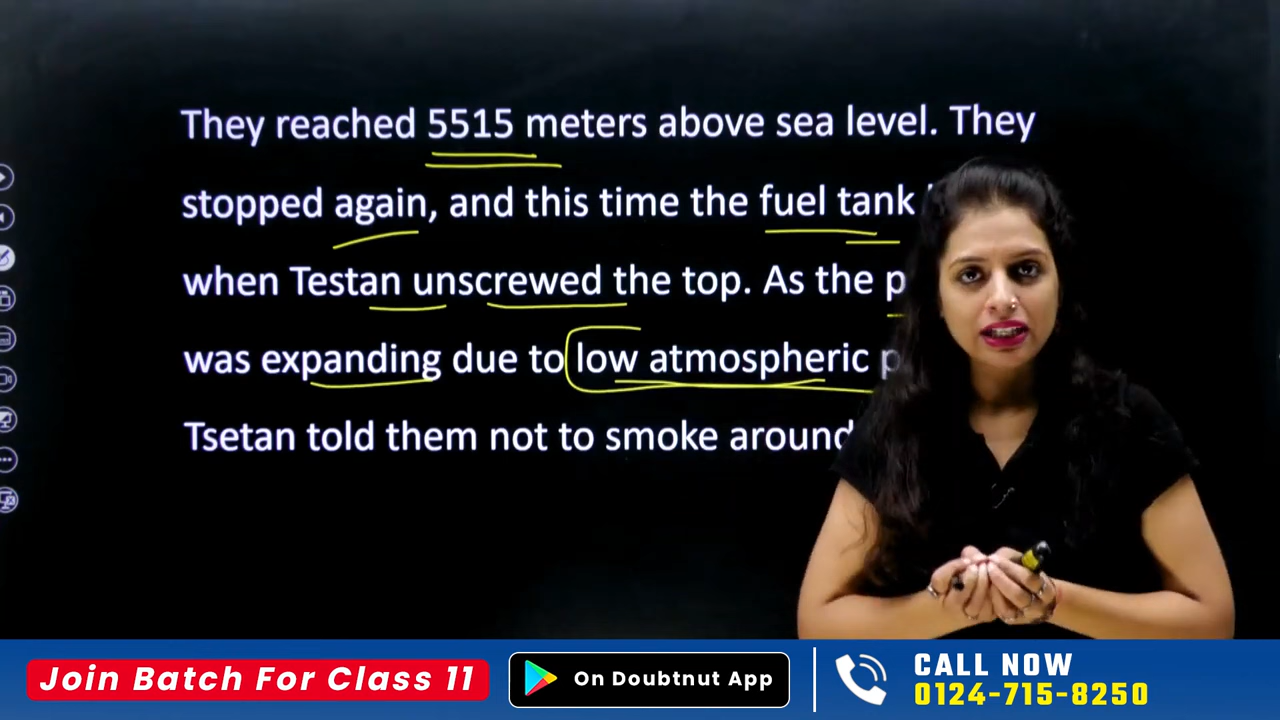 They reached 5515 meters above sea level. They
stopped again, and this time the fuel tank
when Testan unscrewed the top. As the
was expanding due to low atmospheric
Tsetan told them not to smoke around
Join Batch For Class 11
On Doubtnut App
CALL NOW
0124-715-8250